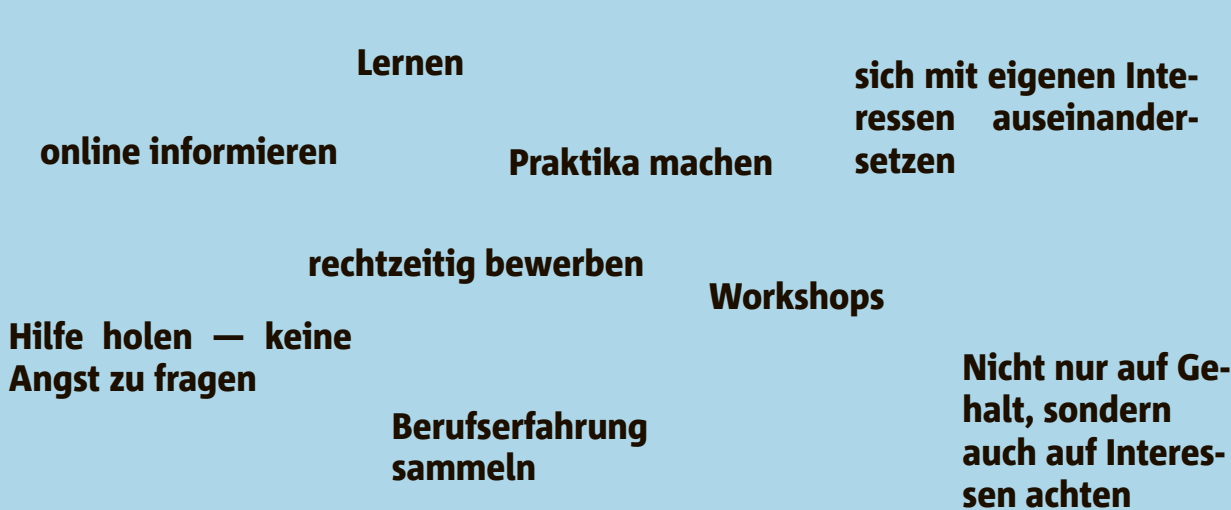 Lernen
sich mit eigenen Inte-
ressen auseinander-
setzen
online informieren
Praktika machen
rechtzeitig bewerben
Workshops
Hilfe holen — keine
Angst zu fragen
Nicht nur auf Ge-
halt, sondern
auch auf Interes-
sen achten
Berufserfahrung
sammeln